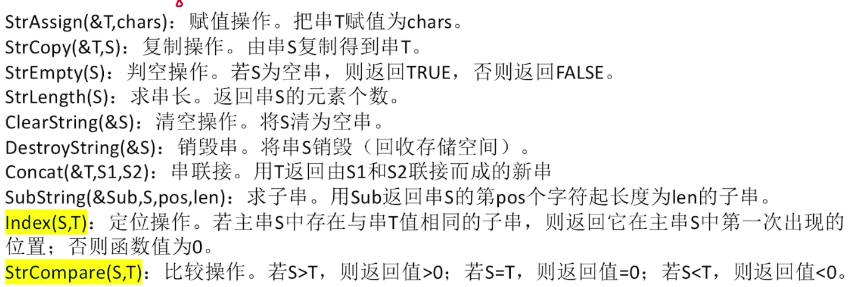 StrAssign(&T,chars)：赋值操作。把串T赋值为chars。
StrCopy(&T,S)：复制操作。由串S复制得到串T。
StrEmpty(S)：判空操作。若S为空串，则返回TRUE，否则返回FALSE。
StrLength(S)：求串长。返回串S的元素个数。
ClearString(&S)：清空操作。将S清为空串。
DestroyString(&S)：销毁串。将串S销毁（回收存储空间）。
Concat(&T,S1,S2)：串联接。用T返回由S1和S2联接而成的新串
SubString(&Sub,S,pos,len)：求子串。用Sub返回串S的第pos个字符起长度为len的子串。
Index(S,T)：定位操作。若主串S中存在与串T值相同的子串，则返回它在主串S中第一次出现的
位置；否则函数值为0。
StrCompare(S,T)：比较操作。若S>T，则返回值>0；若S=T，则返回值=0；若S<T，则返回值<0。